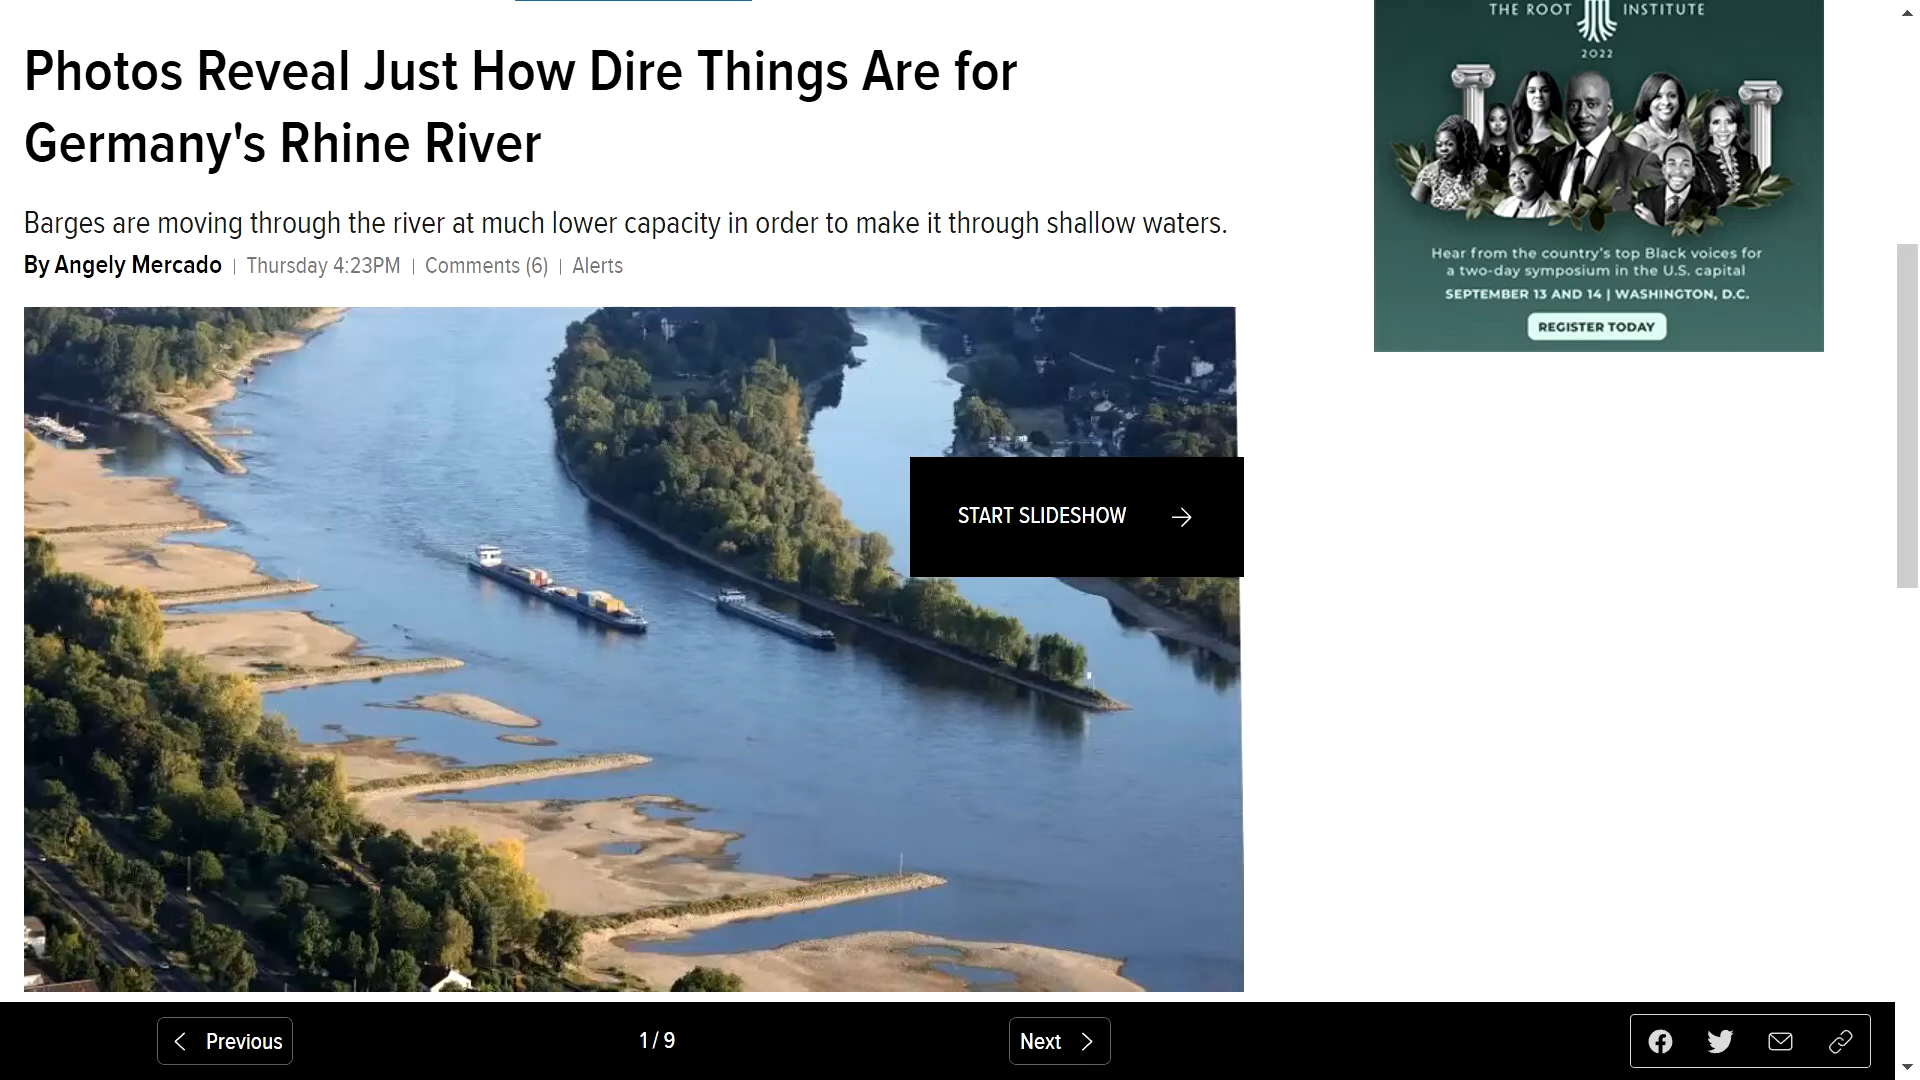 Photos Reveal Just How Dire Things Are for
Germany's Rhine River
Barges are moving through the river at much lower capacity in order to make it through shallow waters.
By Angely Mercado | Thursday 4:23PM | Comments (6) | Alerts
START SLIDESHOW
THE ROOT INSTITUTE
2022
Hear from the country's top Black voices for
a two-day symposium in the U.S. capital
SEPTEMBER 13 AND 14 | WASHINGTON, D.C.
REGISTER TODAY
Previous
1 / 9
Next